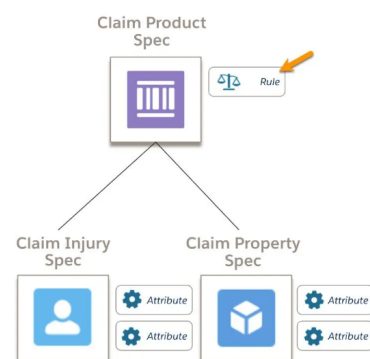 Claim Product
Spec
Rule
Claim Injury
Spec
Claim Property
Spec
Attribute
Attribute
Attribute
Attribute